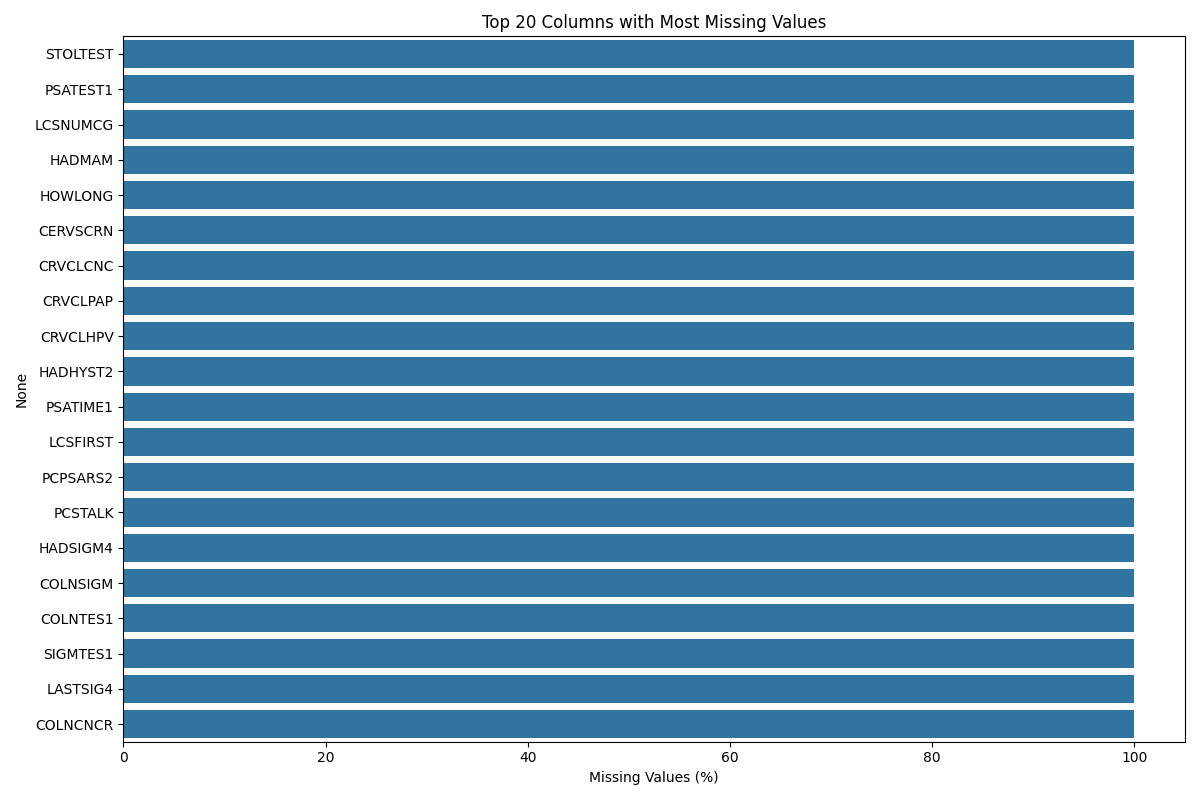 Top 20 Columns with Most Missing Values
STOLTEST
PSATEST1
LCSNUMCG
HADMAM
HOWLONG
CERVSCRN
CRVCLCNC
CRVCLPAP
CRVCLHPV
HADHYST2
None
PSATIME1
LCSFIRST
PCPSARS2
PCSTALK
HADSIGM4
COLNSIGM
COLNTES1
SIGMTES1
LASTSIG4
COLNCNCR
0 20 40 60 80 100
Missing Values (%)